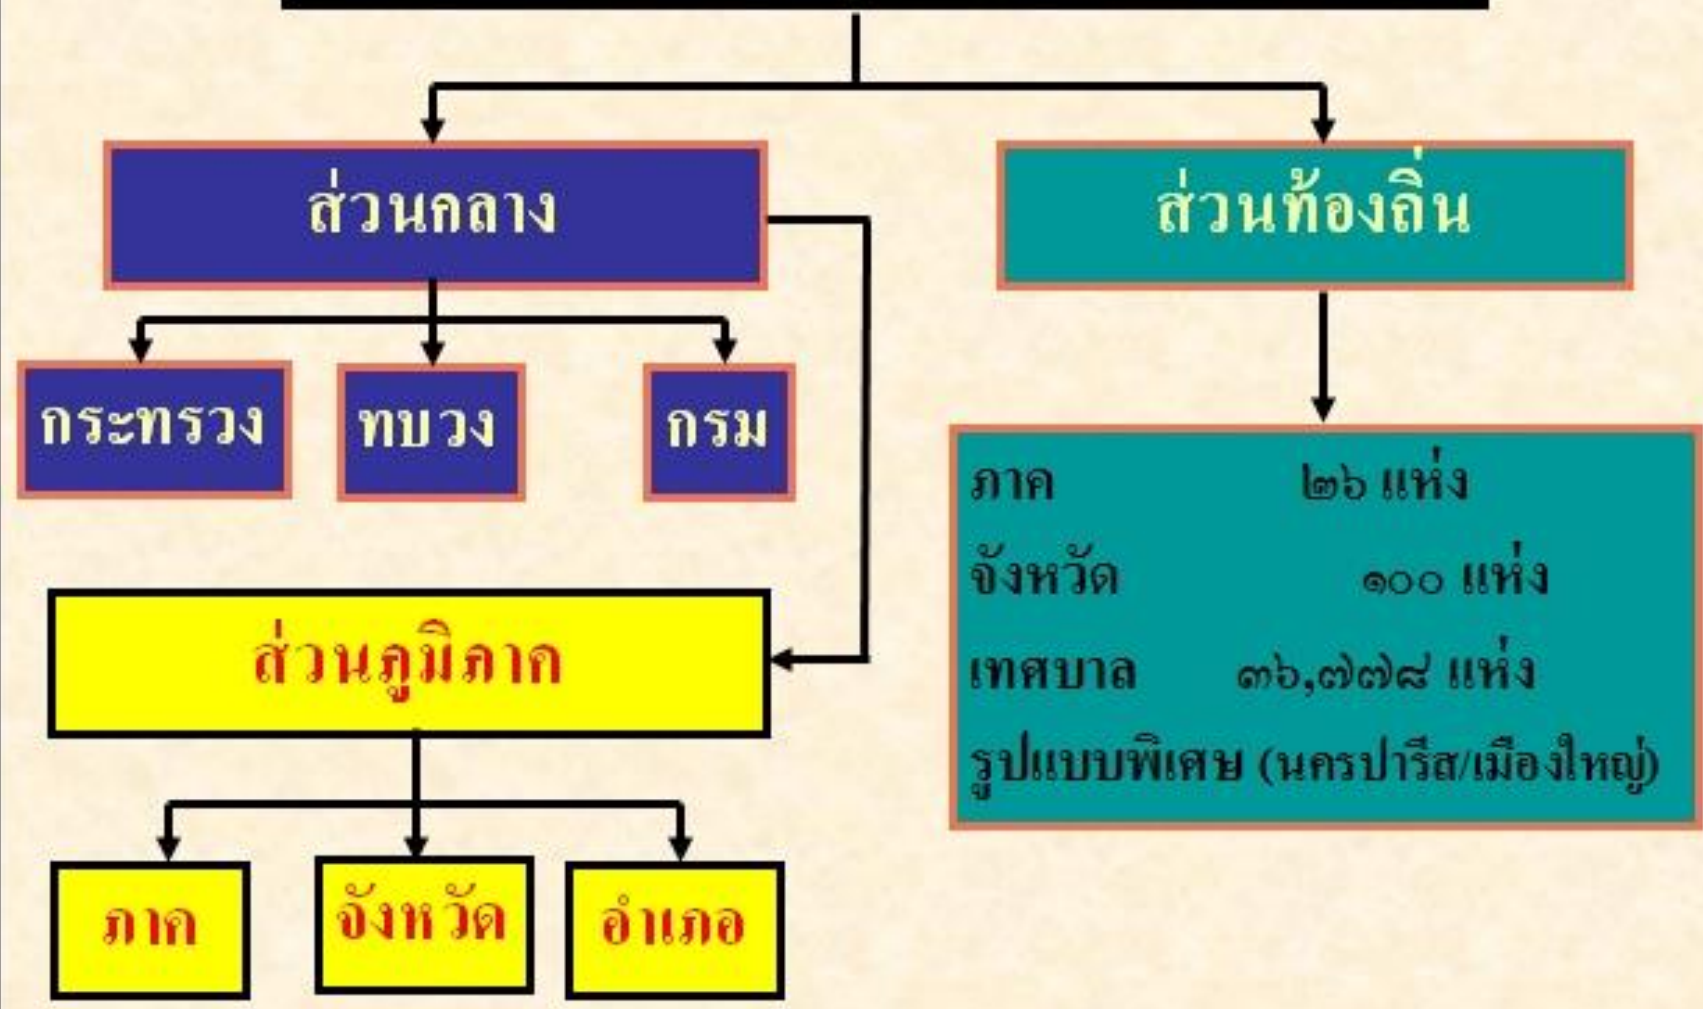 ส่วนกลาง
ส่วนท้องถิ่น
กระทรวง
ทบวง
กรม
ภาค ๒๖ แห่ง
จังหวัด ๑๐๐ แห่ง
เทศบาล ๓๖,๗๗๘ แห่ง
รูปแบบพิเศษ (นครปารีส/เมืองใหญ่)
ส่วนภูมิภาค
ภาค
จังหวัด
อำเภอ